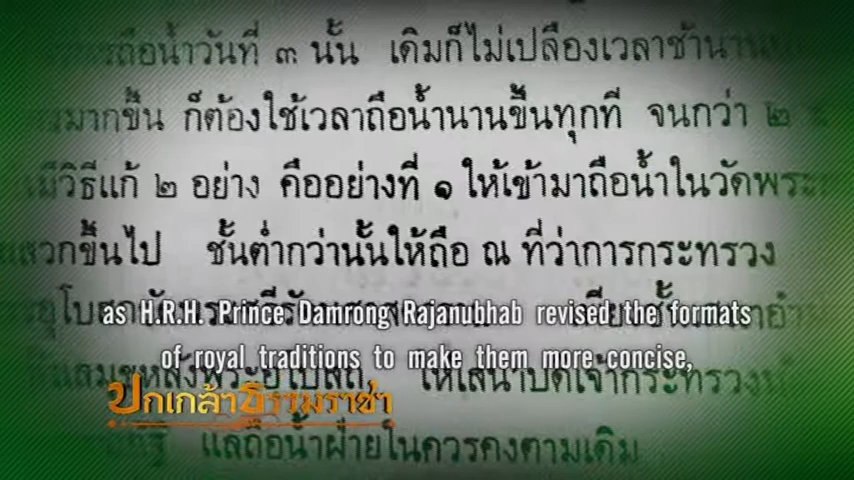 ถือน้ำวันที่ ๓ นั้น เดิมก็ไม่เปลืองเวลาช้านาน
มากขึ้น ก็ต้องใช้เวลาถือน้ำนานขึ้นทุกที จนกว่า ๒
มีวิธีแก้ ๒ อย่าง คืออย่างที่ ๑ ให้เข้ามาถือน้ำในวัดพระ
ขึ้นไป ชั้นต่ำกว่านั้นให้ถือ ณ ที่ว่าการกระทรวง
as H.R.H. Prince Damrong Rajanubhab revised the formats
of royal traditions to make them more concise,
ให้เสนาบดีเจ้ากระทรวง
ปกเกล้าธรรมราชา
แลถือน้ำฝ่ายในควรคงตามเดิม